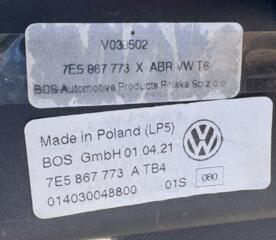 V039502
7E5 867 773 X ABR VW T6
BOS Automotive Products Polska Sp z o o
Made in Poland (LP5)
BOS GmbH 01.04.21
7E5 867 773 A TB4
014030048800 01S 080